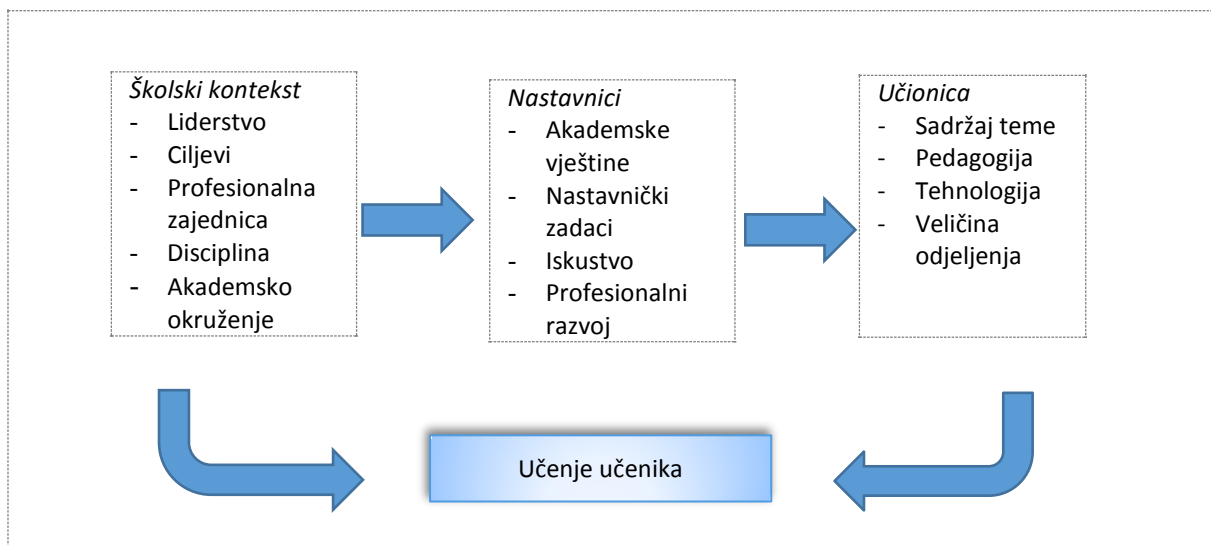 Školski kontekst
- Liderstvo
- Ciljevi
- Profesionalna
zajednica
- Disciplina
- Akademsko
okruženje
Nastavnici
- Akademske
vještine
- Nastavnički
zadaci
- Iskustvo
- Profesionalni
razvoj
Učionica
- Sadržaj teme
- Pedagogija
- Tehnologija
- Veličina
odjeljenja
Učenje učenika